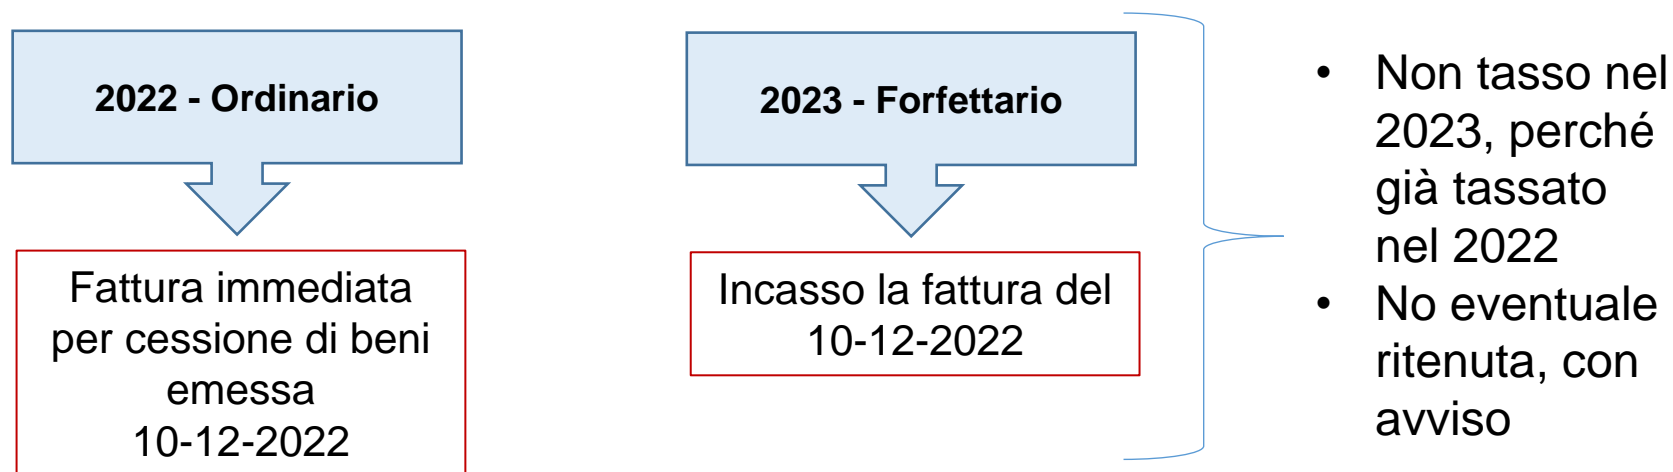 2022 - Ordinario
Fattura immediata
per cessione di beni
emessa
10-12-2022
2023 - Forfettario
Incasso la fattura del
10-12-2022
• Non tasso nel
2023, perché
già tassato
nel 2022
• No eventuale
ritenuta, con
avviso